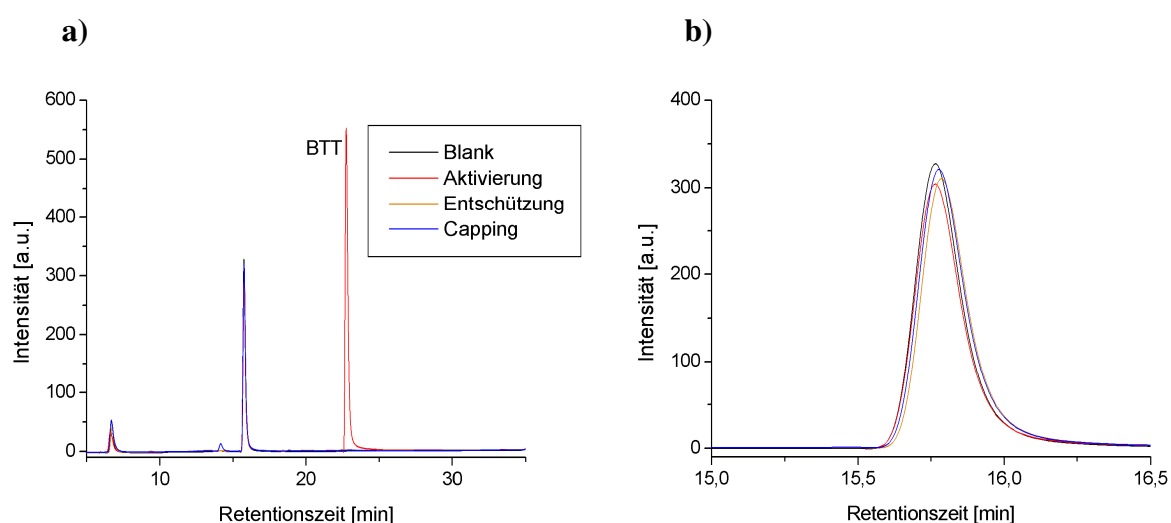 a)
600
500
400
300
200
100
0
Intensität [a.u.]
10
20
30
Retentionszeit [min]
BTT
Blank
Aktivierung
Entschützung
Capping
b)
400
300
200
100
0
Intensität [a.u.]
15,0
15,5
16,0
16,5
Retentionszeit [min]